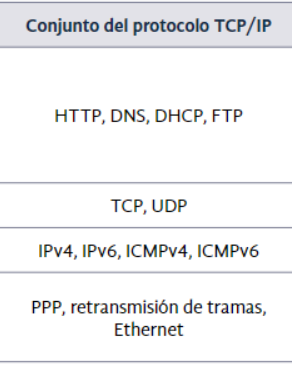 Conjunto del protocolo TCP/IP
HTTP, DNS, DHCP, FTP
TCP, UDP
IPv4, IPv6, ICMPv4, ICMPv6
PPP, retransmisión de tramas,
Ethernet